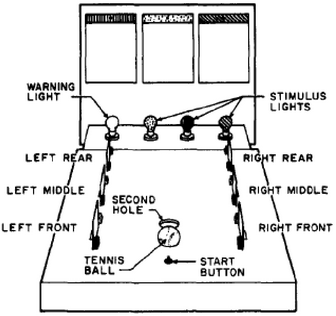 WARNING
LIGHT
STIMULUS
LIGHTS
LEFT REAR
RIGHT REAR
LEFT MIDDLE
RIGHT MIDDLE
SECOND
HOLE
LEFT FRONT
RIGHT FRONT
TENNIS
BALL
START
BUTTON